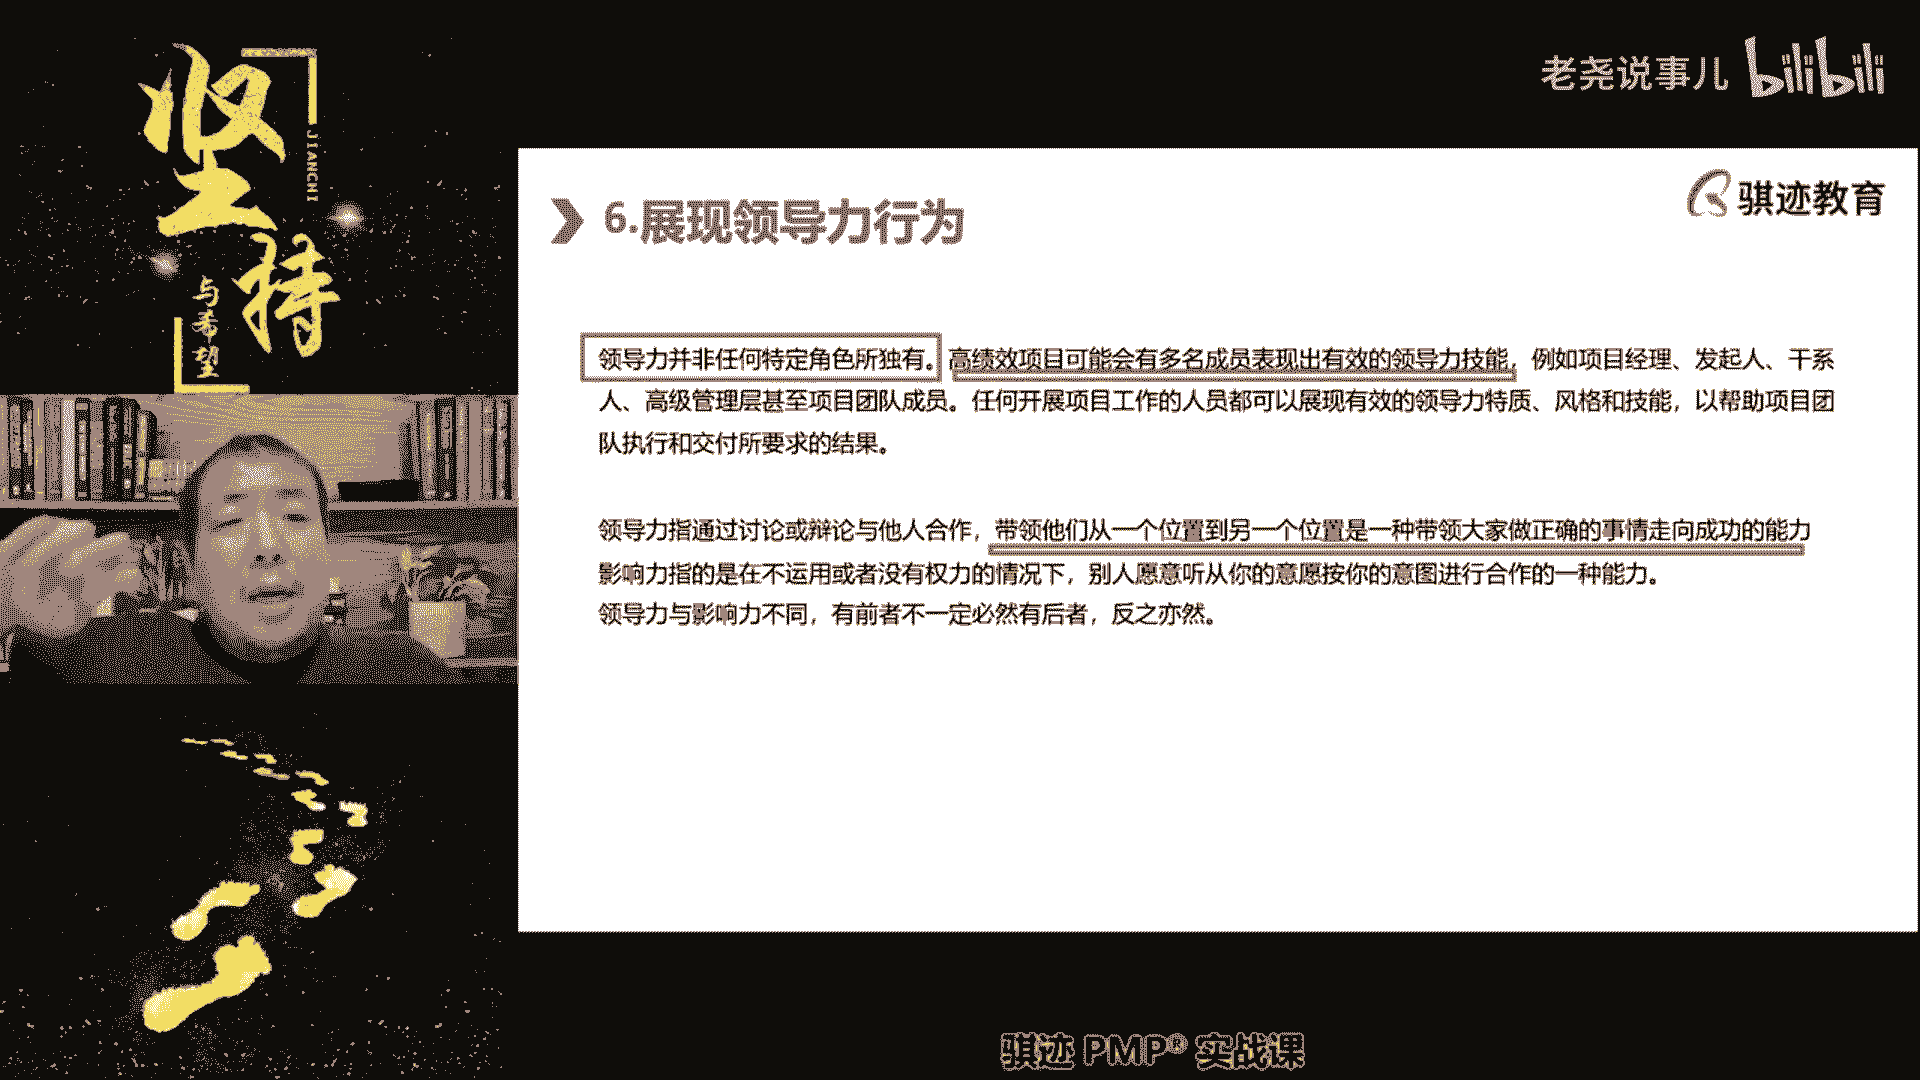 坚持
JIANCHI
与希望
老尧说事儿 bilibili
骐迹教育
6.展现领导力行为
领导力并非任何特定角色所独有。高绩效项目可能会有多名成员表现出有效的领导力技能，例如项目经理、发起人、干系
人、高级管理层甚至项目团队成员。任何开展项目工作的人员都可以展现有效的领导力特质、风格和技能，以帮助项目团
队执行和交付所要求的结果。
领导力指通过讨论或辩论与他人合作，带领他们从一个位置到另一个位置是一种带领大家做正确的事情走向成功的能力
影响力指的是在不运用或者没有权力的情况下，别人愿意听从你的意愿按你的意图进行合作的一种能力。
领导力与影响力不同，有前者不一定必然有后者，反之亦然。
骐迹 PMP® 实战课